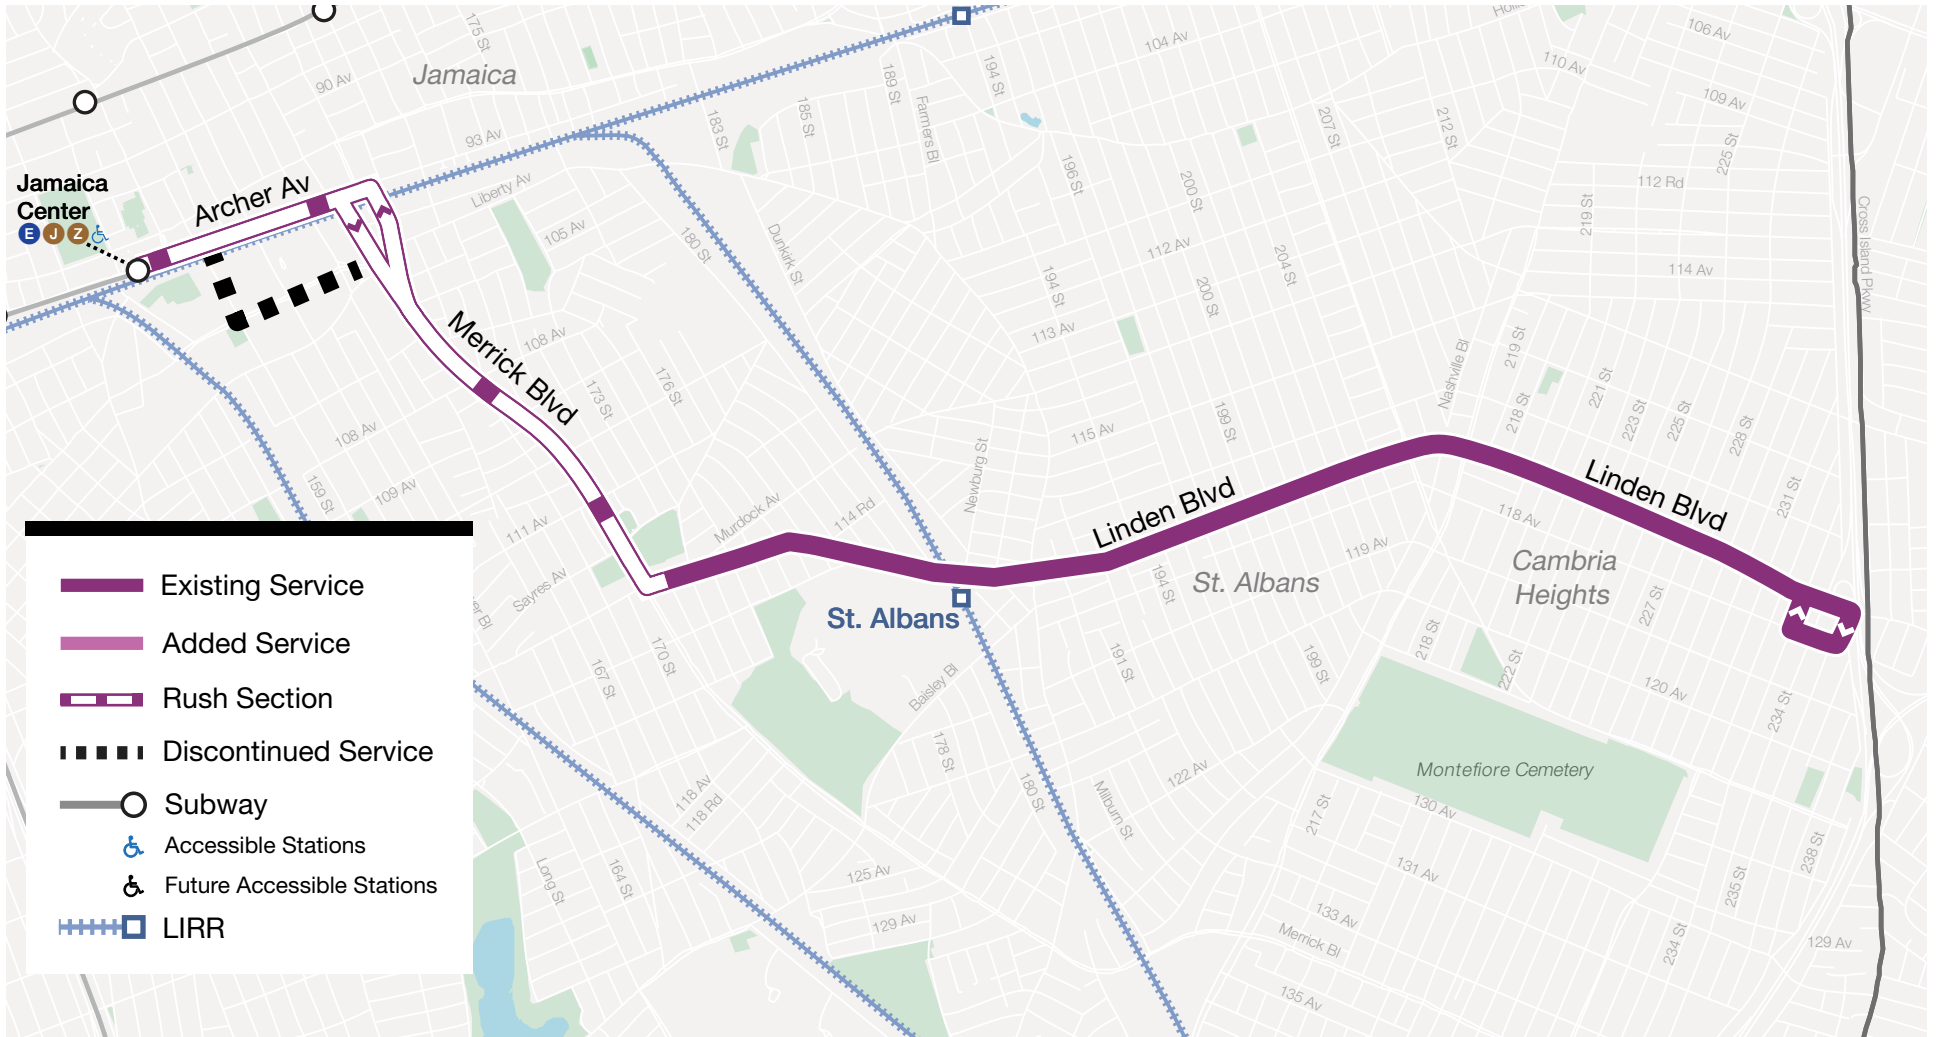 175 St
90 Av
Jamaica
93 Av
104 Av
194 St
189 St
Farmers Bl
185 St
183 St
106 Av
110 Av
109 Av
207 St
212 St
225 St
Jamaica
Center
E J Z
Archer Av
Liberty Av
105 Av
180 St
Dunkirk St
196 St
200 St
112 Rd
219 St
Cross Island Pkwy
112 Av
204 St
194 St
200 St
114 Av
113 Av
108 Av
Merrick Blvd
173 St
176 St
Nashville Bl
219 St
218 St
221 St
223 St
225 St
228 St
199 St
115 Av
Newburg St
108 Av
109 Av
159 St
111 Av
Murdock Av
114 Rd
Linden Blvd
Linden Blvd
231 St
118 Av
119 Av
Sayres Av
194 St
St. Albans
Cambria
Heights
St. Albans
227 St
170 St
167 St
191 St
199 St
218 St
222 St
120 Av
234 St
Baisley Bl
178 St
180 St
Milburn St
122 Av
Montefiore Cemetery
118 Av
118 Rd
217 St
130 Av
131 Av
238 St
235 St
Long St
164 St
125 Av
129 Av
133 Av
Merrick Bl
234 St
129 Av
135 Av
Existing Service
Added Service
Rush Section
Discontinued Service
Subway
Accessible Stations
Future Accessible Stations
LIRR